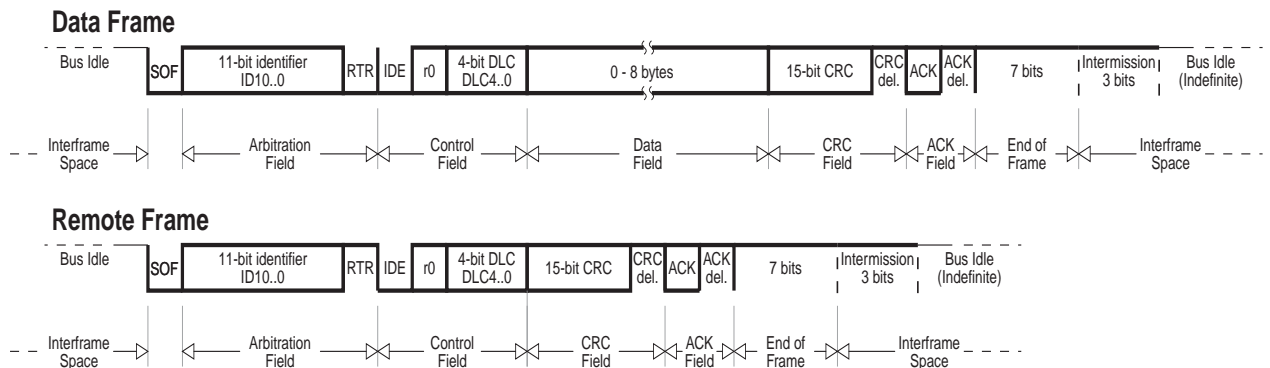 Data Frame
Bus Idle
SOF
11-bit identifier
ID10..0
RTR
IDE
r0
4-bit DLC
DLC4..0
0 - 8 bytes
15-bit CRC
CRC
del.
ACK
ACK
del.
7 bits
Intermission
3 bits
Bus Idle
(Indefinite)
Interframe
Space
Arbitration
Field
Control
Field
Data
Field
CRC
Field
ACK
Field
End of
Frame
Interframe
Space
Remote Frame
Bus Idle
SOF
11-bit identifier
ID10..0
RTR
IDE
r0
4-bit DLC
DLC4..0
15-bit CRC
CRC
del.
ACK
ACK
del.
7 bits
Intermission
3 bits
Bus Idle
(Indefinite)
Interframe
Space
Arbitration
Field
Control
Field
CRC
Field
ACK
Field
End of
Frame
Interframe
Space